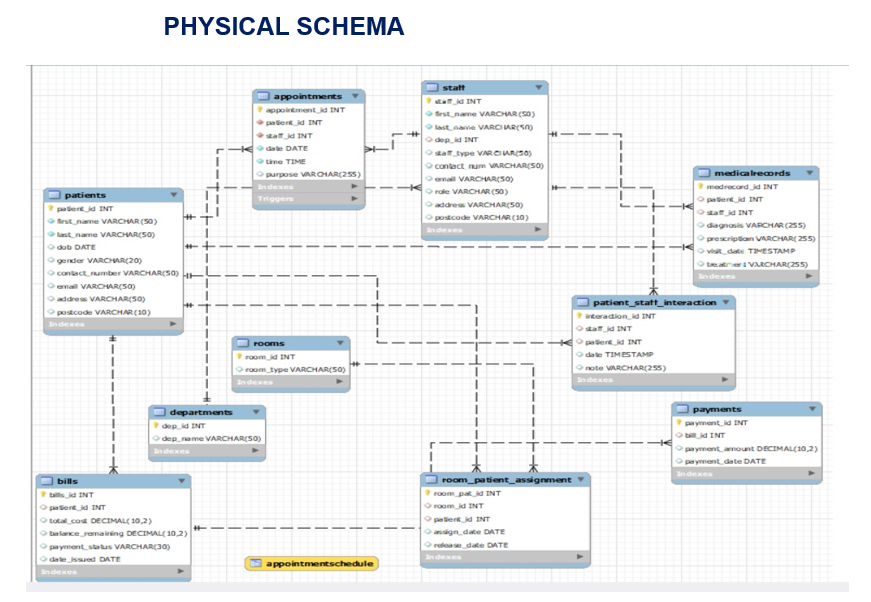 PHYSICAL SCHEMA
appointments
appointment_id INT
patient_id INT
staff_id INT
date DATE
time TIME
purpose VARCHAR(255)
Indexes
Triggers
staff
staff_id INT
first_name VARCHAR(50)
last_name VARCHAR(50)
dep_id INT
staff_type VARCHAR(50)
contact_num VARCHAR(50)
email VARCHAR(50)
role VARCHAR(50)
address VARCHAR(50)
postcode VARCHAR(10)
Indexes
medicalrecords
medrecord_id INT
patient_id INT
staff_id INT
diagnosis VARCHAR(255)
prescription VARCHAR(255)
visit_date TIMESTAMP
treatment VARCHAR(255)
Indexes
patients
patient_id INT
first_name VARCHAR(50)
last_name VARCHAR(50)
dob DATE
gender VARCHAR(20)
contact_number VARCHAR(50)
email VARCHAR(50)
address VARCHAR(50)
postcode VARCHAR(10)
Indexes
patient_staff_interaction
interaction_id INT
staff_id INT
patient_id INT
date TIMESTAMP
note VARCHAR(255)
Indexes
rooms
room_id INT
room_type VARCHAR(50)
Indexes
departments
dep_id INT
dep_name VARCHAR(50)
Indexes
payments
payment_id INT
bill_id INT
payment_amount DECIMAL(10,2)
payment_date DATE
Indexes
bills
bills_id INT
patient_id INT
total_cost DECIMAL(10,2)
balance_remaining DECIMAL(10,2)
payment_status VARCHAR(30)
date_issued DATE
Indexes
room_patient_assignment
room_pat_id INT
room_id INT
patient_id INT
assign_date DATE
release_date DATE
Indexes
appointmentschedule